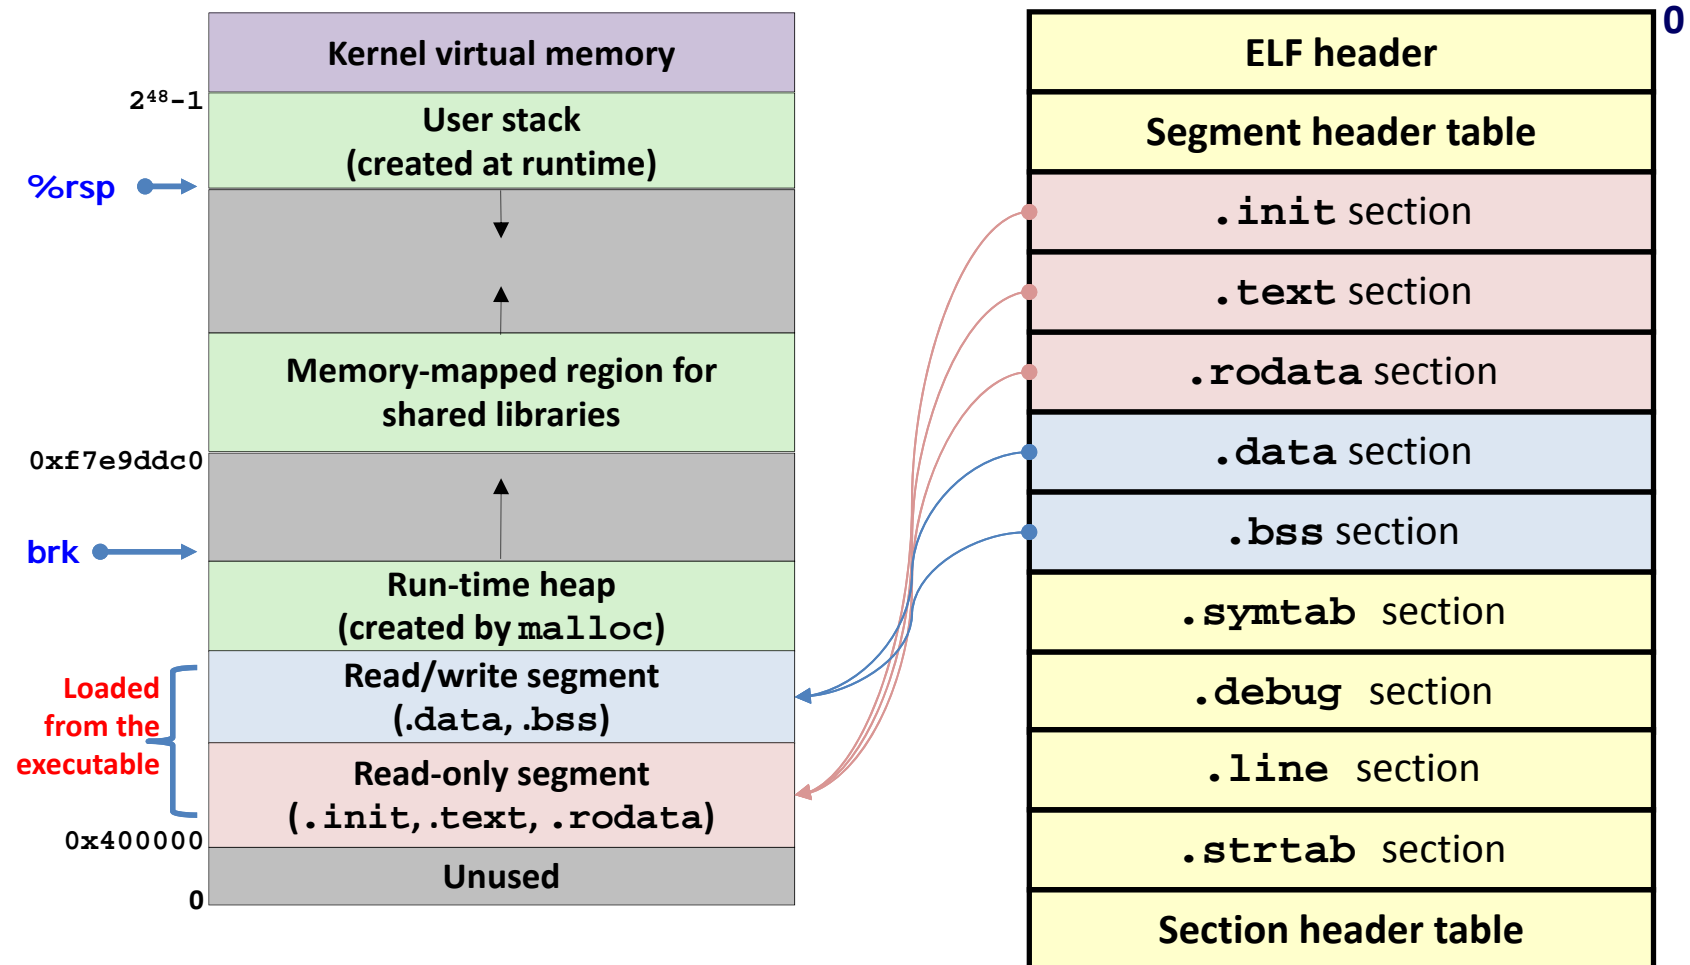 Kernel virtual memory
2⁴⁸-1
User stack
(created at runtime)
%rsp
Memory-mapped region for
shared libraries
0xf7e9ddc0
brk
Run-time heap
(created by malloc)
Loaded
from the
executable
Read/write segment
(.data, .bss)
Read-only segment
(.init, .text, .rodata)
0x400000
Unused
0
0
ELF header
Segment header table
.init section
.text section
.rodata section
.data section
.bss section
.symtab section
.debug section
.line section
.strtab section
Section header table